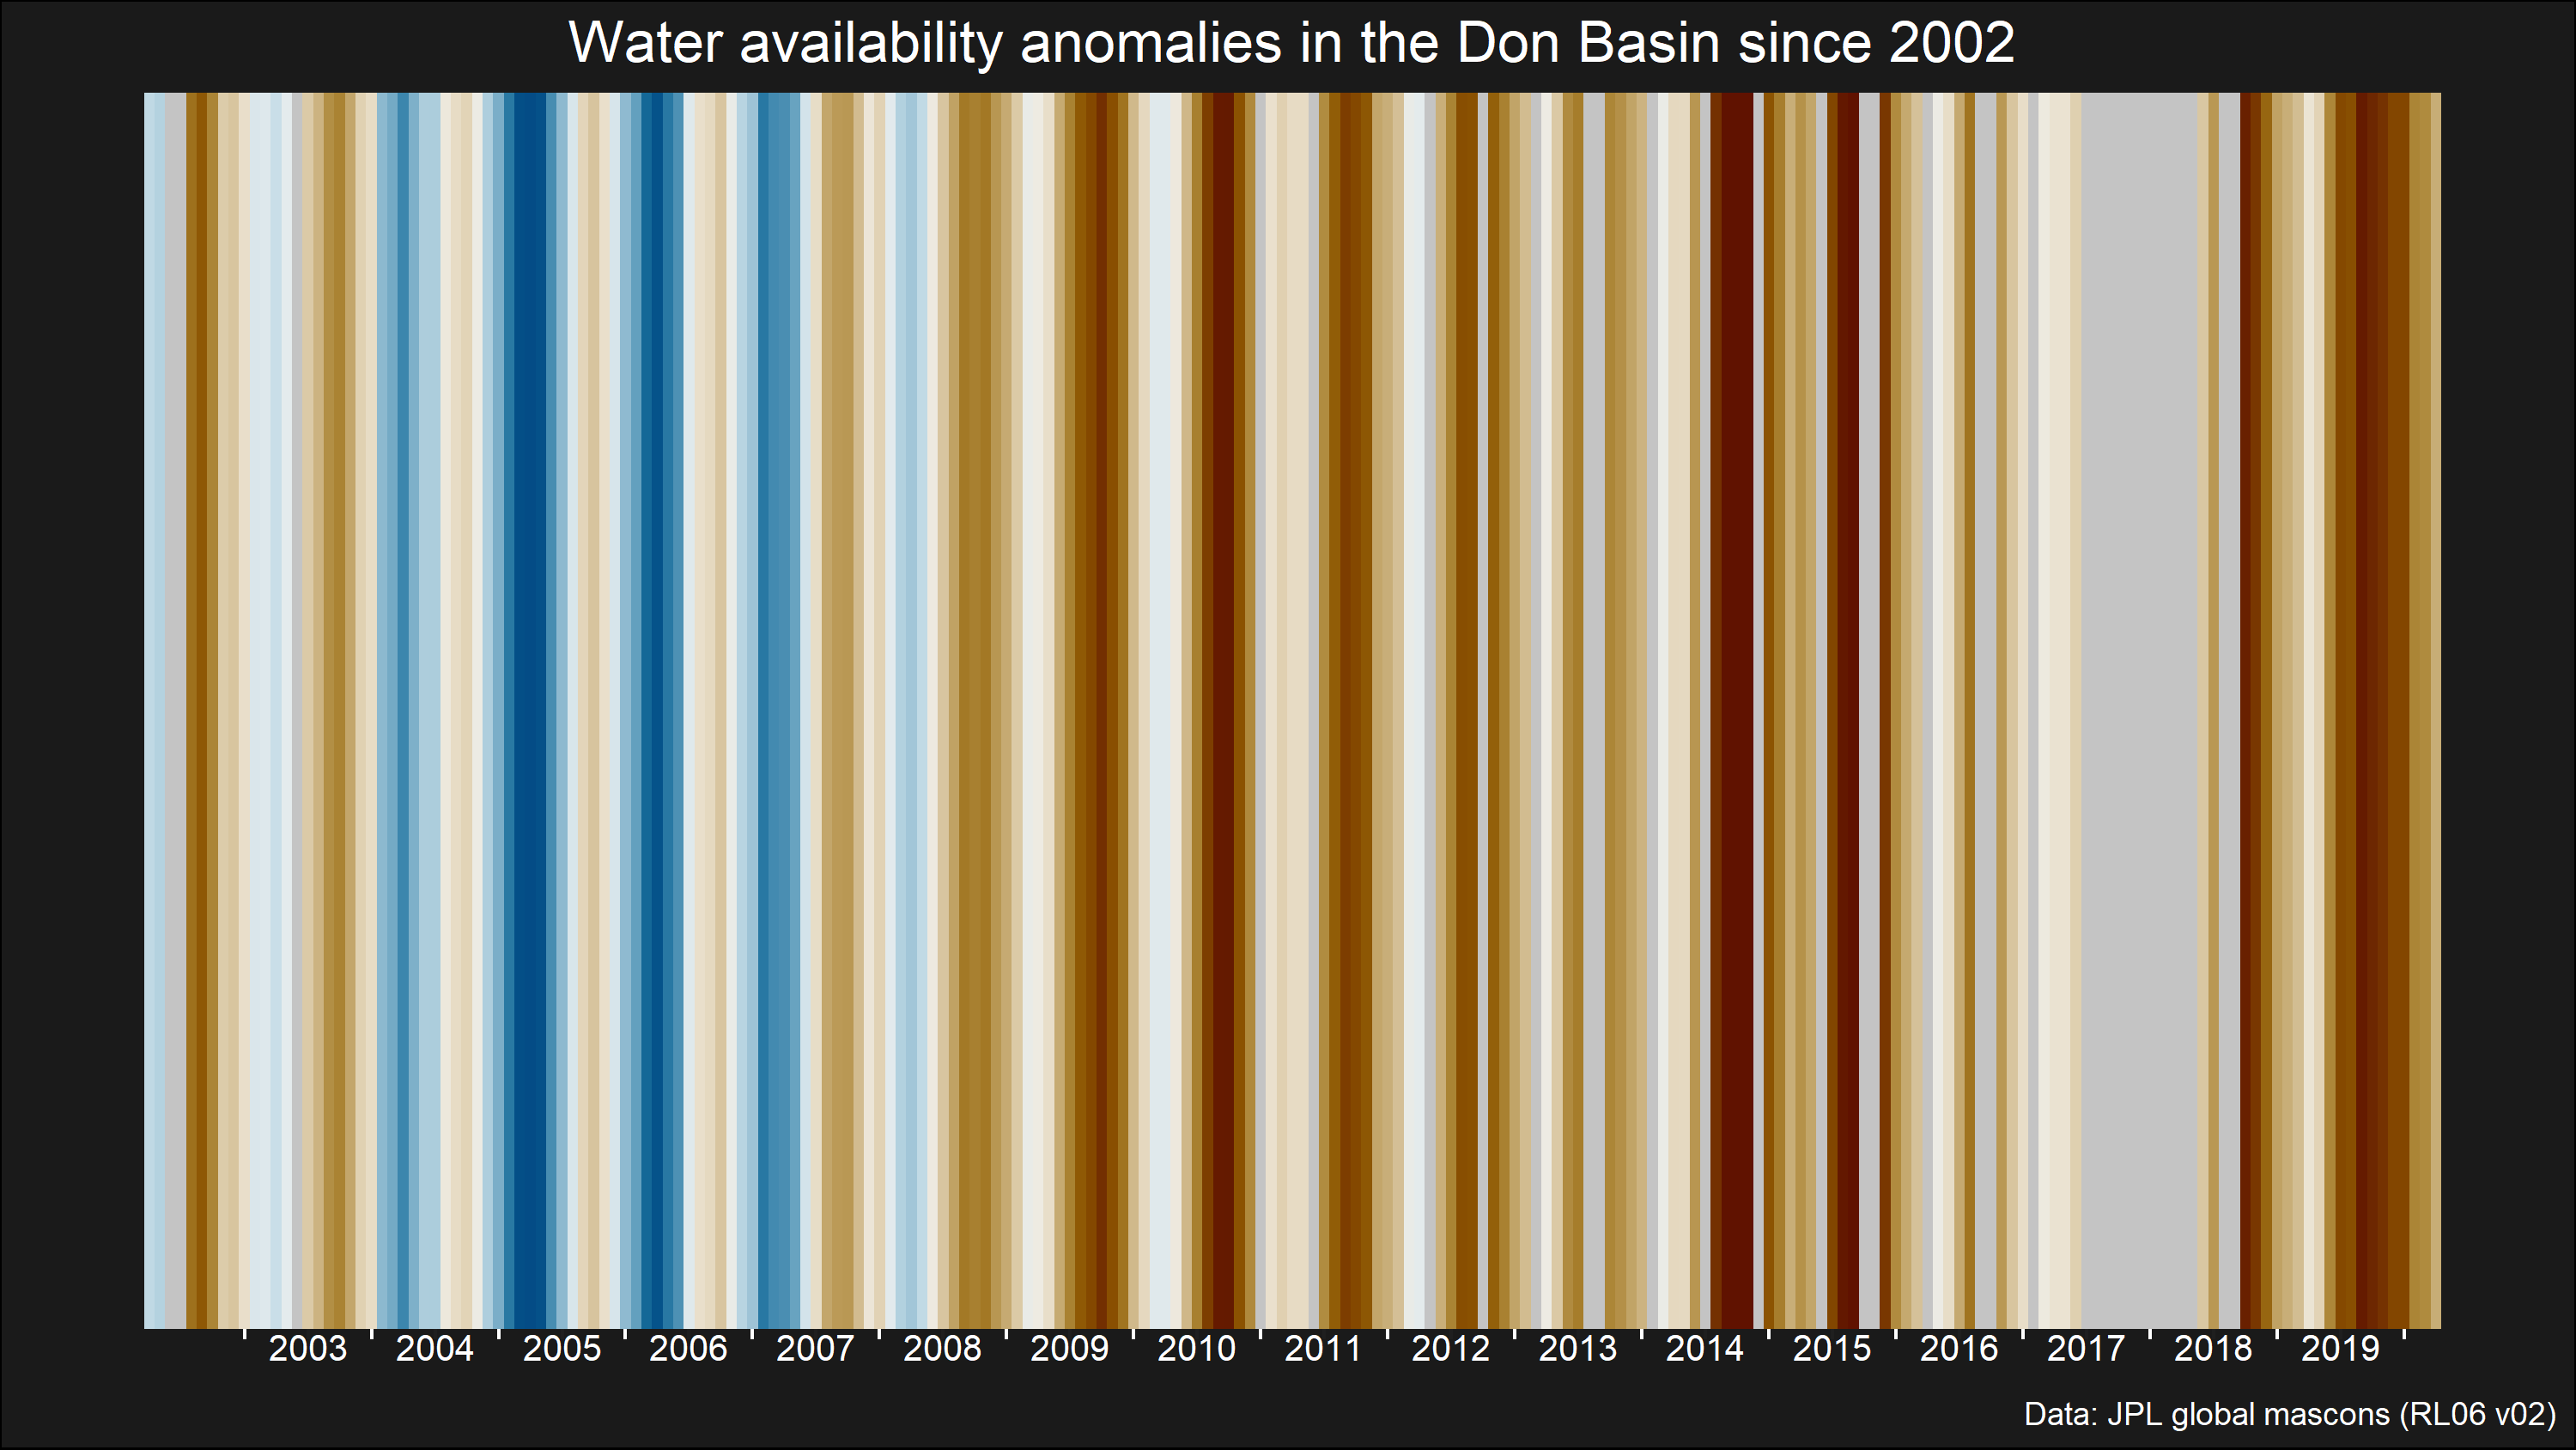 Water availability anomalies in the Don Basin since 2002
2003 2004 2005 2006 2007 2008 2009 2010 2011 2012 2013 2014 2015 2016 2017 2018 2019
Data: JPL global mascons (RL06 v02)